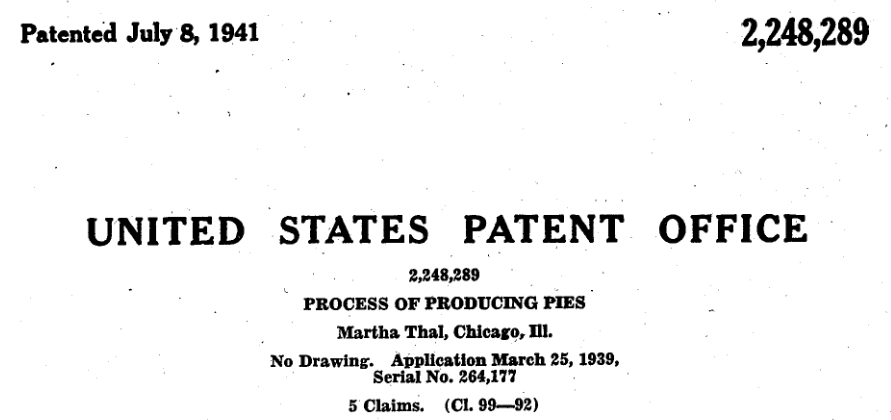 Patented July 8, 1941
2,248,289
UNITED STATES PATENT OFFICE
2,248,289
PROCESS OF PRODUCING PIES
Martha Thal, Chicago, Ill.
No Drawing. Application March 25, 1939,
Serial No. 264,177
5 Claims. (Cl. 99—92)